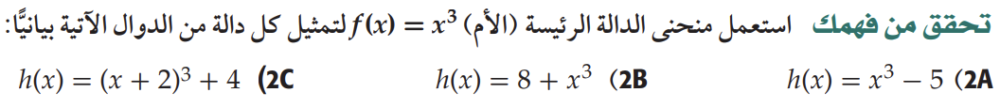 تحقق من فهمك استعمل منحنى الدالة الرئيسة (الأم) f(x) = x³ لتمثيل كل دالة من الدوال الآتية بيانيًّا:
2A) h(x) = x³ − 5 2B) h(x) = 8 + x³ 2C) h(x) = (x + 2)³ + 4